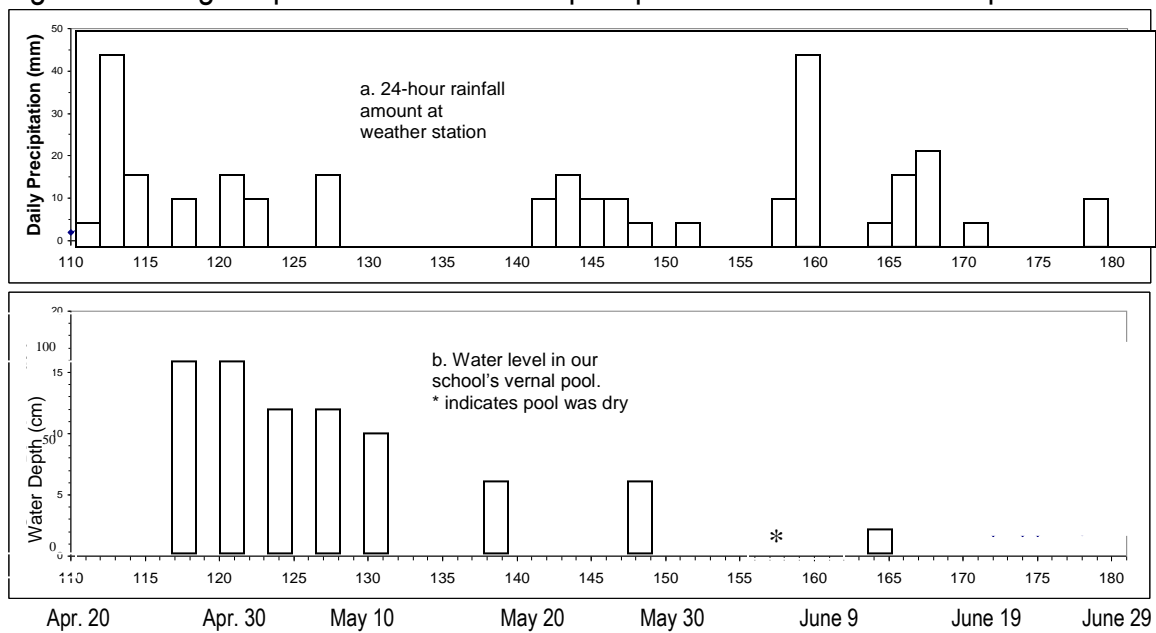 50
40
30
20
10
0
Daily Precipitation (mm)
a. 24-hour rainfall
amount at
weather station
110 115 120 125 130 135 140 145 150 155 160 165 170 175 180
20
100
15
50
10
5
0
0
Water Depth (cm)
b. Water level in our
school's vernal pool.
* indicates pool was dry
*
110 115 120 125 130 135 140 145 150 155 160 165 170 175 180
Apr. 20 Apr. 30 May 10 May 20 May 30 June 9 June 19 June 29